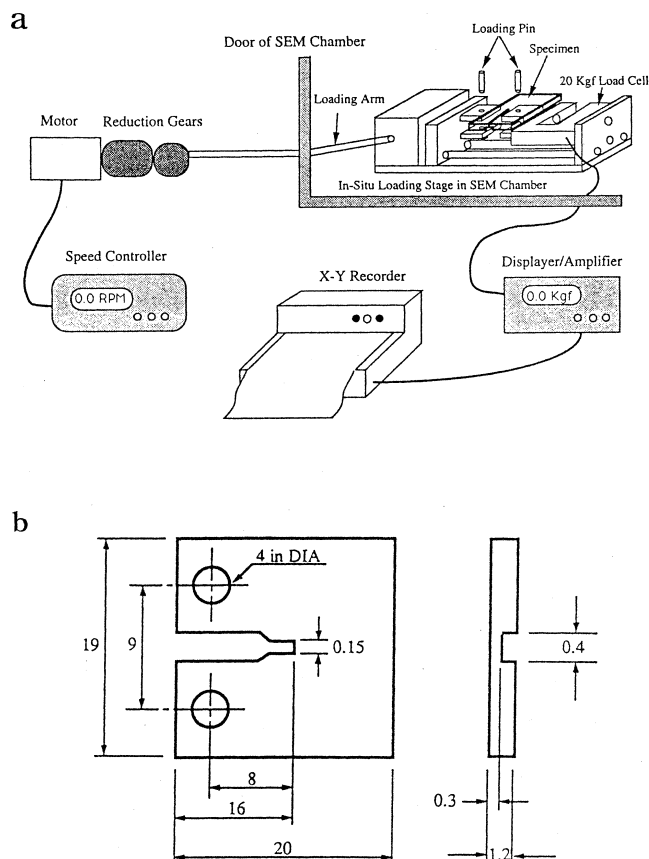 a
Loading Pin
Door of SEM Chamber
Specimen
20 Kgf Load Cell
Loading Arm
Motor
Reduction Gears
In-Situ Loading Stage in SEM Chamber
Speed Controller
X-Y Recorder
Displayer/Amplifier
0.0 RPM
0.0 Kgf
b
4 in DIA
19
9
0.15
0.4
8
0.3
16
20
1.2